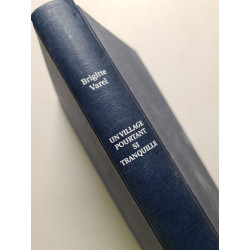 Brigitte
Varel
UN VILLAGE
POURTANT
SI
TRANQUILLE